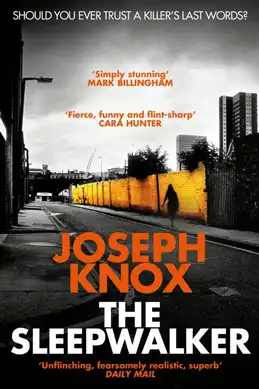 SHOULD YOU EVER TRUST A KILLER'S LAST WORDS?
'Simply stunning'
MARK BILLINGHAM
'Fierce, funny and flint-sharp'
CARA HUNTER
JOSEPH
KNOX
THE
SLEEPWALKER
'Unflinching, fearsomely realistic, superb'
DAILY MAIL